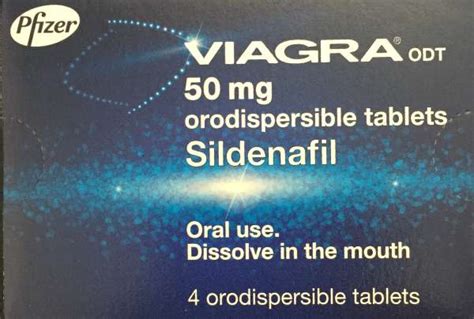 Pfizer
VIAGRA® ODT
50 mg
orodispersible tablets
Sildenafil
Oral use.
Dissolve in the mouth
4 orodispersible tablets